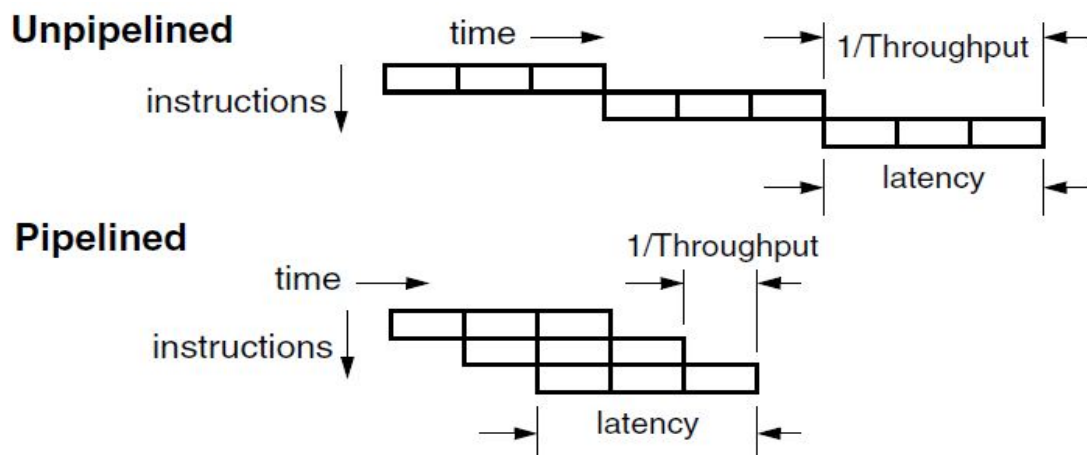 Unpipelined
time
1/Throughput
instructions
latency
Pipelined
1/Throughput
time
instructions
latency